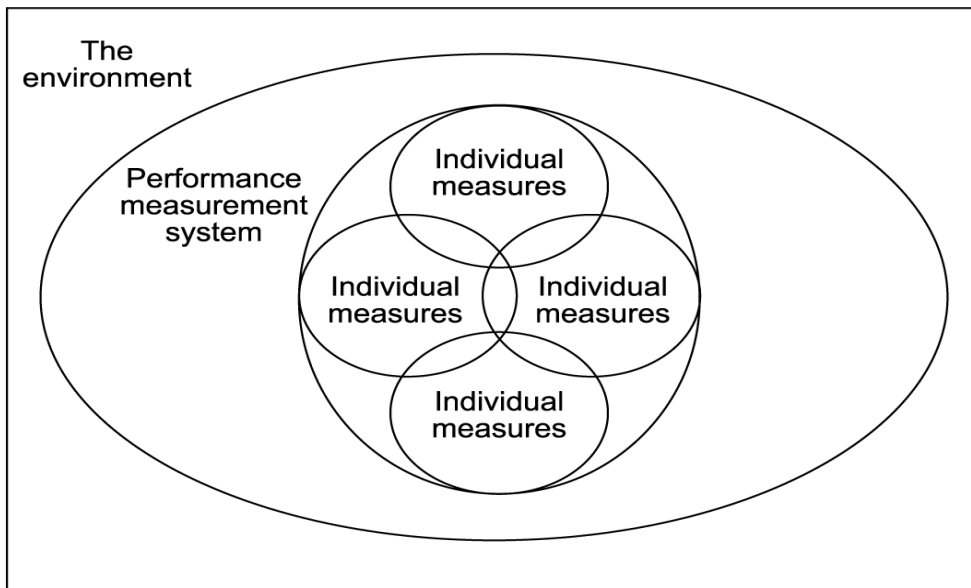 The
environment
Performance
measurement
system
Individual
measures
Individual
measures
Individual
measures
Individual
measures